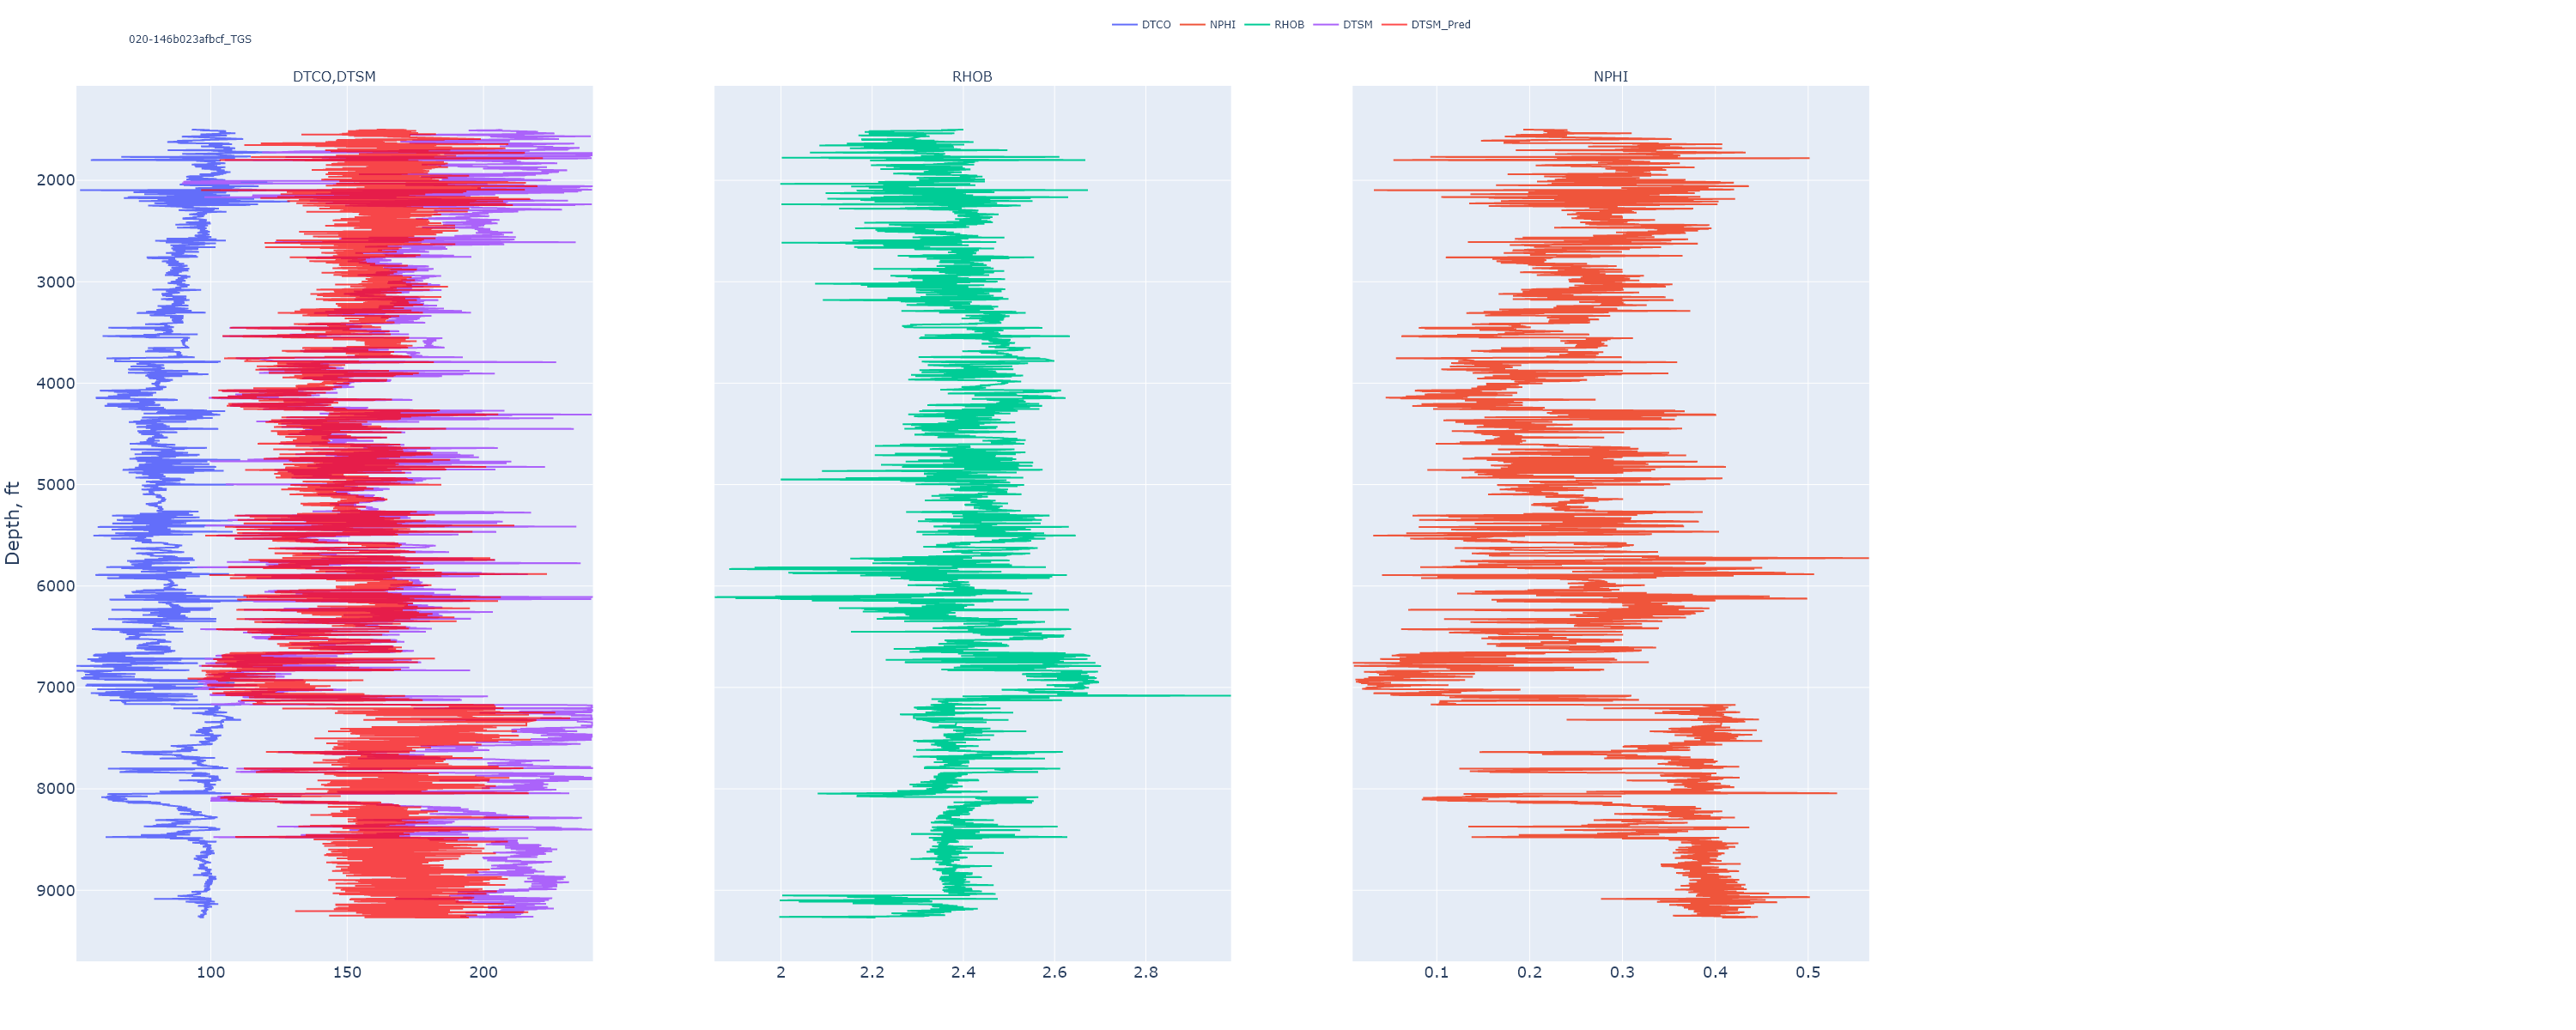 DTCO NPHI RHOB DTSM DTSM_Pred
020-146b023afbcf_TGS
DTCO,DTSM RHOB NPHI
Depth, ft
2000
3000
4000
5000
6000
7000
8000
9000
100 150 200 2 2.2 2.4 2.6 2.8 0.1 0.2 0.3 0.4 0.5